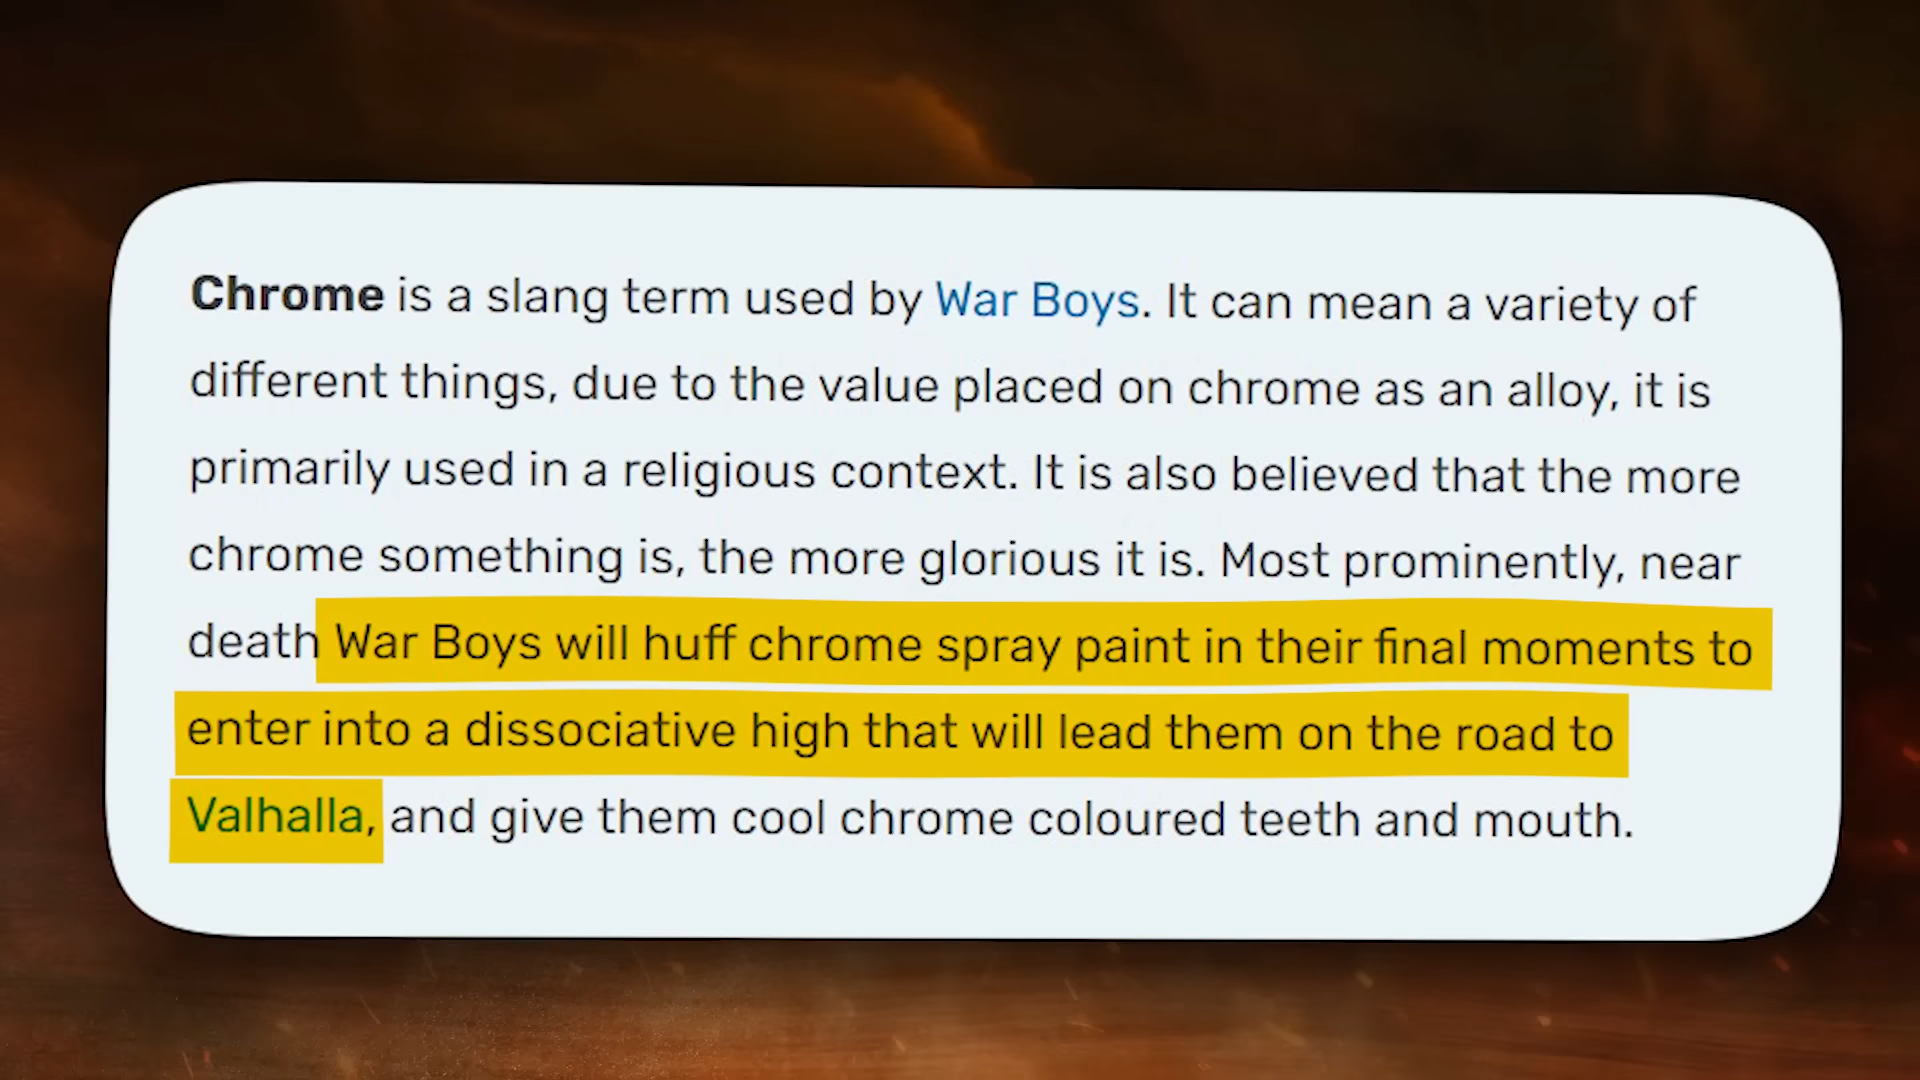 Chrome is a slang term used by War Boys. It can mean a variety of
different things, due to the value placed on chrome as an alloy, it is
primarily used in a religious context. It is also believed that the more
chrome something is, the more glorious it is. Most prominently, near
death War Boys will huff chrome spray paint in their final moments to
enter into a dissociative high that will lead them on the road to
Valhalla, and give them cool chrome coloured teeth and mouth.